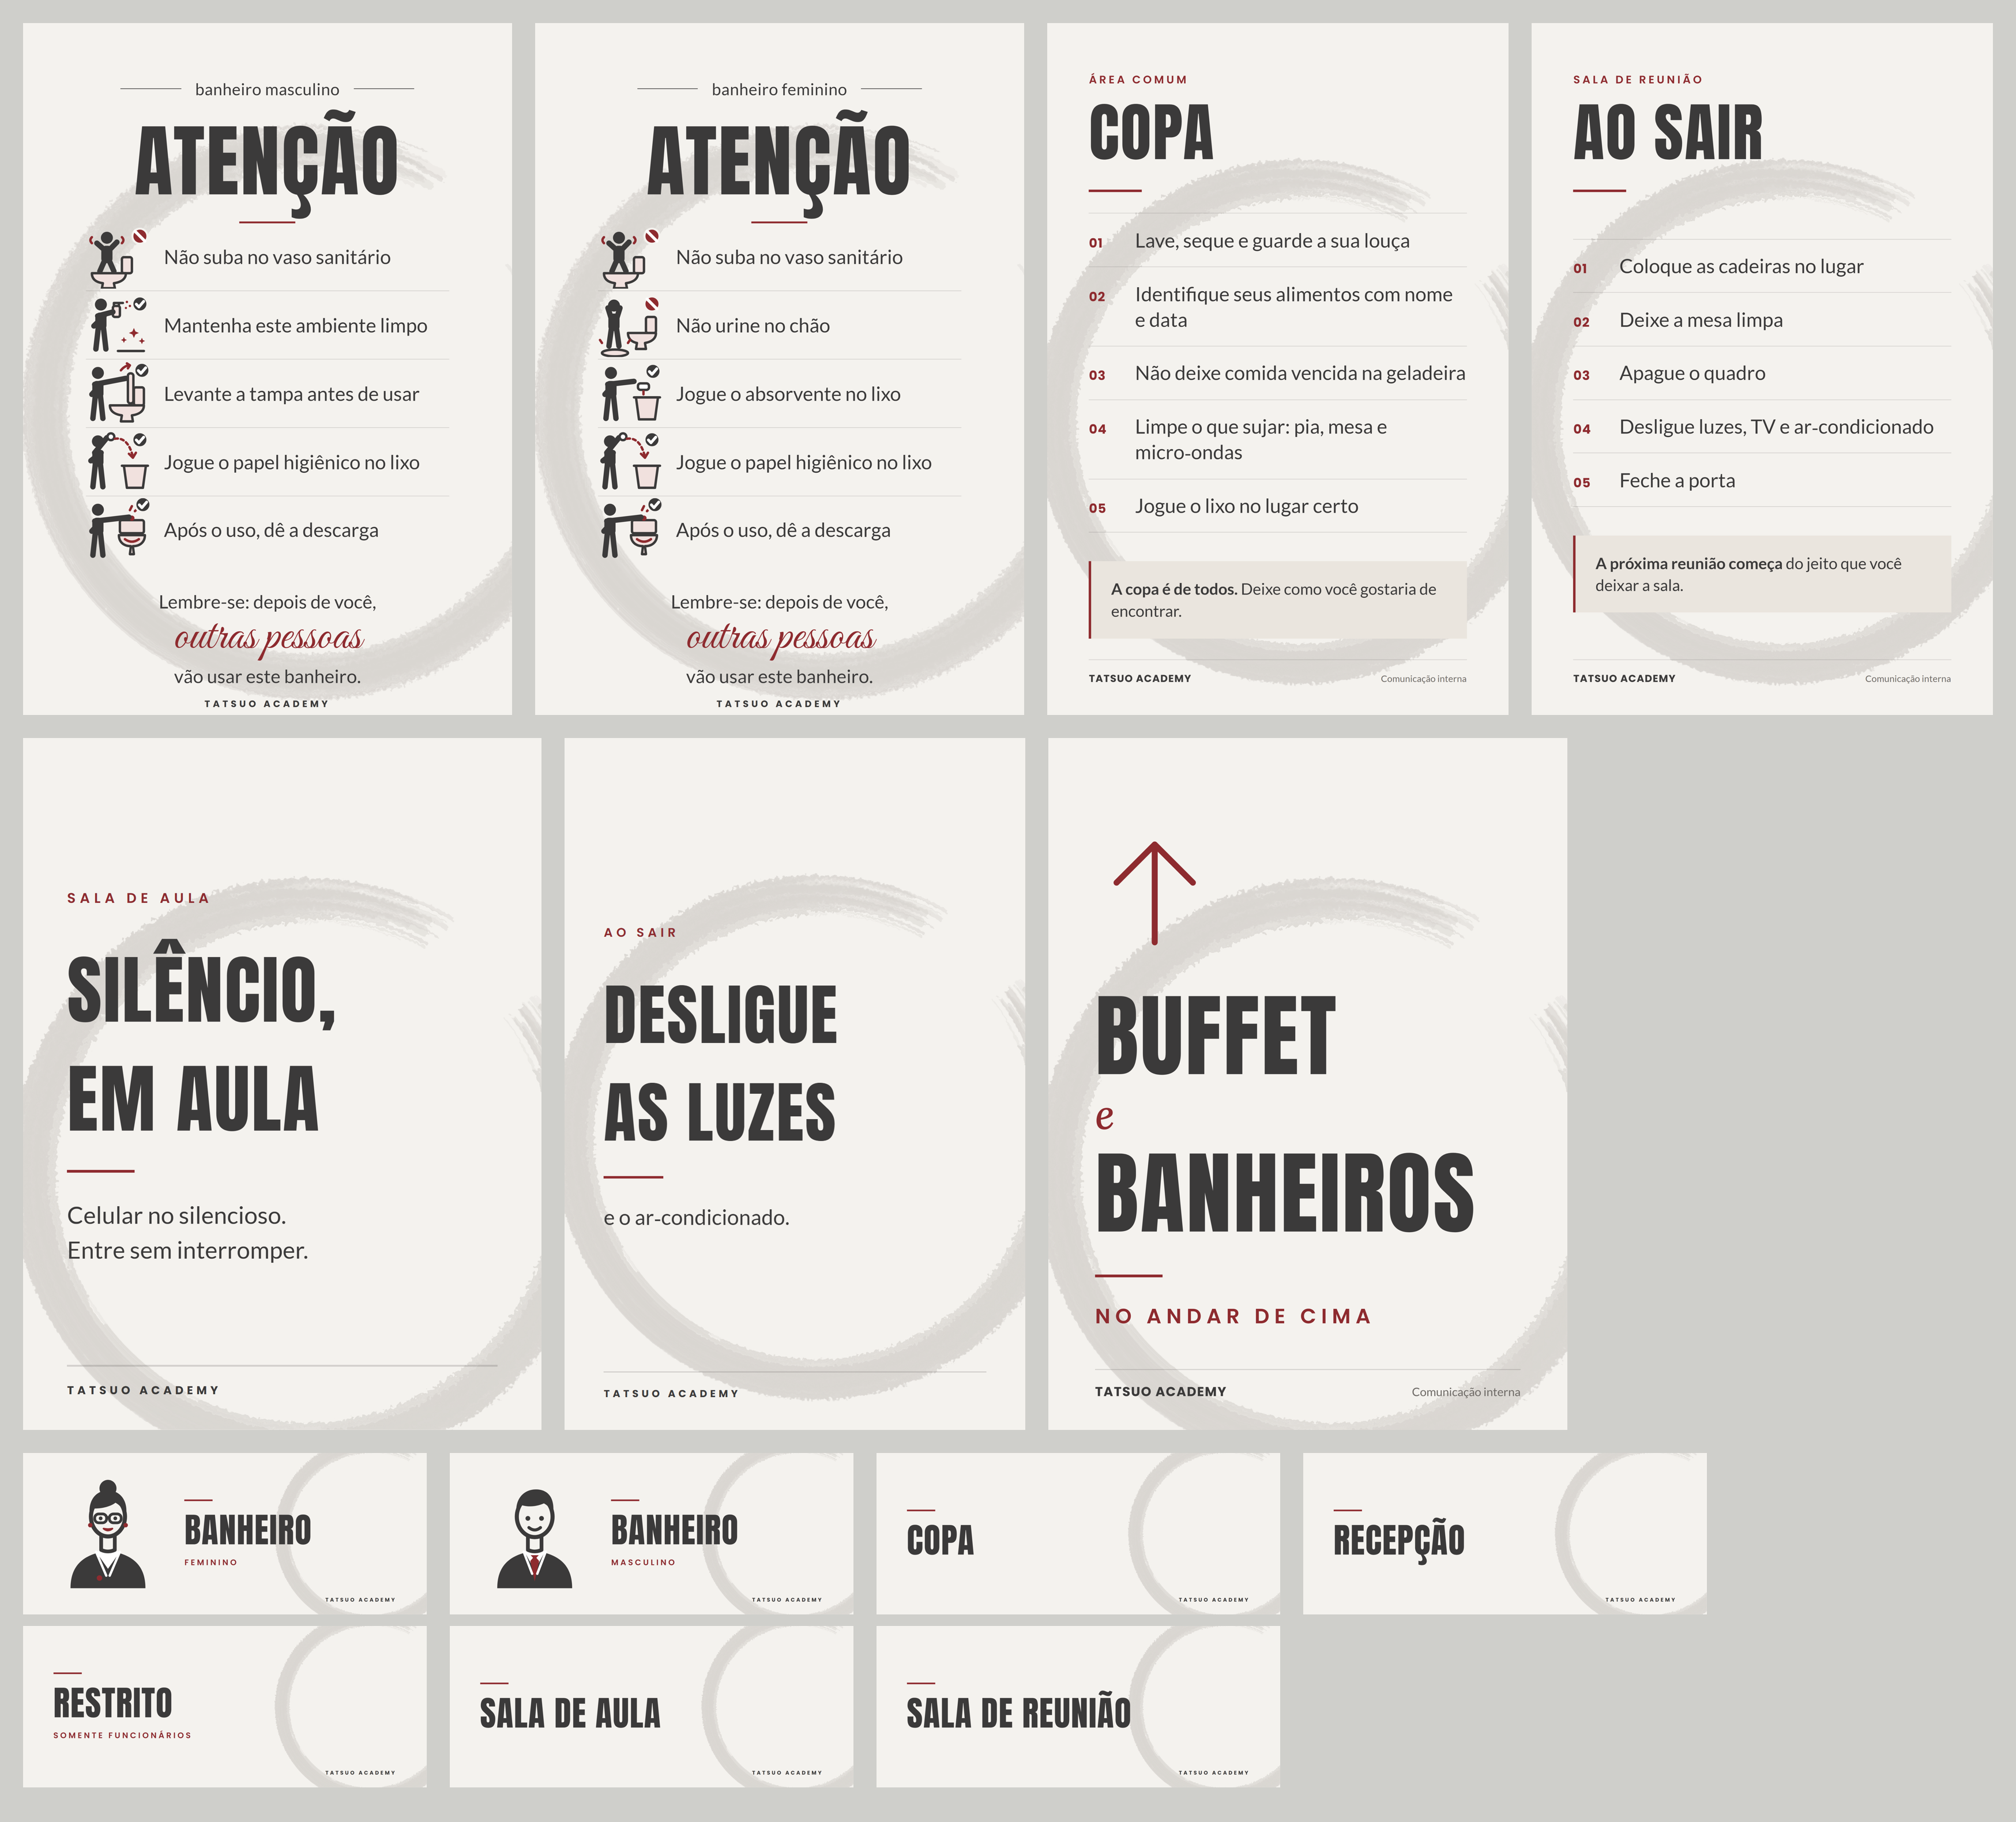 banheiro masculino
ATENÇÃO
Não suba no vaso sanitário
Mantenha este ambiente limpo
Levante a tampa antes de usar
Jogue o papel higiênico no lixo
Após o uso, dê a descarga
Lembre-se: depois de você,
outras pessoas
vão usar este banheiro.
TATSUO ACADEMY
banheiro feminino
ATENÇÃO
Não suba no vaso sanitário
Não urine no chão
Jogue o absorvente no lixo
Jogue o papel higiênico no lixo
Após o uso, dê a descarga
Lembre-se: depois de você,
outras pessoas
vão usar este banheiro.
TATSUO ACADEMY
ÁREA COMUM
COPA
01 Lave, seque e guarde a sua louça
02 Identifique seus alimentos com nome
e data
03 Não deixe comida vencida na geladeira
04 Limpe o que sujar: pia, mesa e
micro-ondas
05 Jogue o lixo no lugar certo
A copa é de todos. Deixe como você gostaria de
encontrar.
TATSUO ACADEMY Comunicação interna
SALA DE REUNIÃO
AO SAIR
01 Coloque as cadeiras no lugar
02 Deixe a mesa limpa
03 Apague o quadro
04 Desligue luzes, TV e ar-condicionado
05 Feche a porta
A próxima reunião começa do jeito que você
deixar a sala.
TATSUO ACADEMY Comunicação interna
SALA DE AULA
SILÊNCIO,
EM AULA
Celular no silencioso.
Entre sem interromper.
TATSUO ACADEMY
AO SAIR
DESLIGUE
AS LUZES
e o ar-condicionado.
TATSUO ACADEMY
BUFFET
e
BANHEIROS
NO ANDAR DE CIMA
TATSUO ACADEMY Comunicação interna
BANHEIRO
FEMININO
TATSUO ACADEMY
BANHEIRO
MASCULINO
TATSUO ACADEMY
COPA
TATSUO ACADEMY
RECEPÇÃO
TATSUO ACADEMY
RESTRITO
SOMENTE FUNCIONÁRIOS
TATSUO ACADEMY
SALA DE AULA
TATSUO ACADEMY
SALA DE REUNIÃO
TATSUO ACADEMY